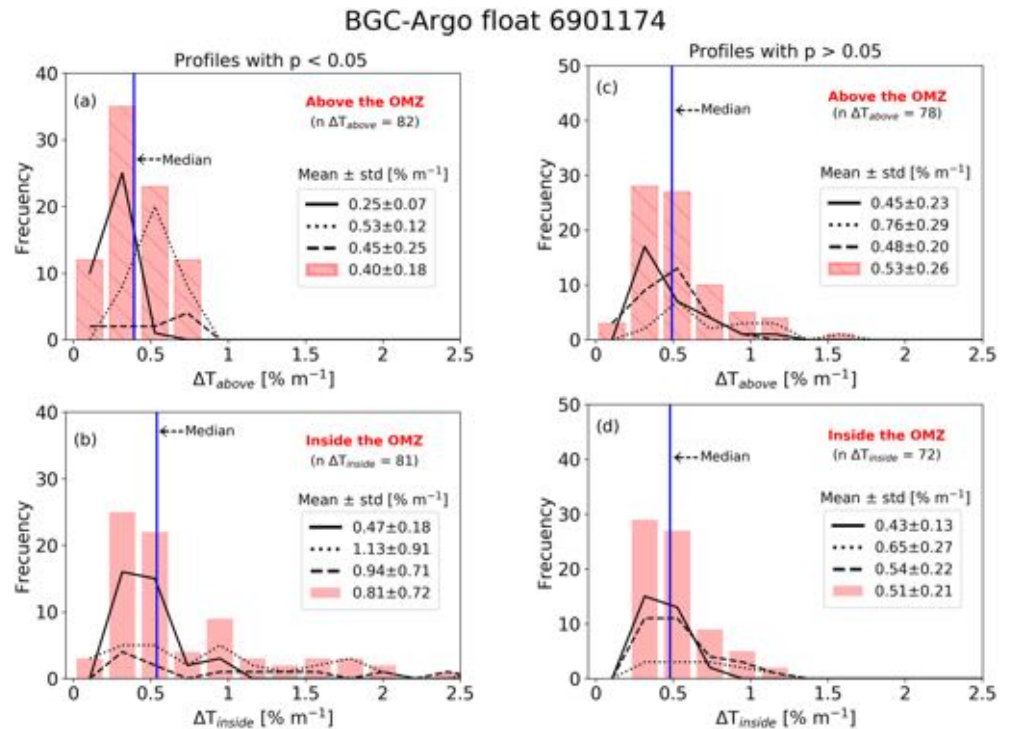 BGC-Argo float 6901174
Profiles with p < 0.05
(a)
Above the OMZ
(n ΔT_above = 82)
Median
Mean ± std [% m⁻¹]
0.25±0.07
0.53±0.12
0.45±0.25
0.40±0.18
Frecuency
40
30
20
10
0
0 0.5 1 1.5 2 2.5
ΔT_above [% m⁻¹]
Profiles with p > 0.05
(c)
Above the OMZ
(n ΔT_above = 78)
Median
Mean ± std [% m⁻¹]
0.45±0.23
0.76±0.29
0.48±0.20
0.53±0.26
Frecuency
50
40
30
20
10
0
0 0.5 1 1.5 2 2.5
ΔT_above [% m⁻¹]
(b)
Inside the OMZ
(n ΔT_inside = 81)
Median
Mean ± std [% m⁻¹]
0.47±0.18
1.13±0.91
0.94±0.71
0.81±0.72
Frecuency
40
30
20
10
0
0 0.5 1 1.5 2 2.5
ΔT_inside [% m⁻¹]
(d)
Inside the OMZ
(n ΔT_inside = 72)
Median
Mean ± std [% m⁻¹]
0.43±0.13
0.65±0.27
0.54±0.22
0.51±0.21
Frecuency
50
40
30
20
10
0
0 0.5 1 1.5 2 2.5
ΔT_inside [% m⁻¹]